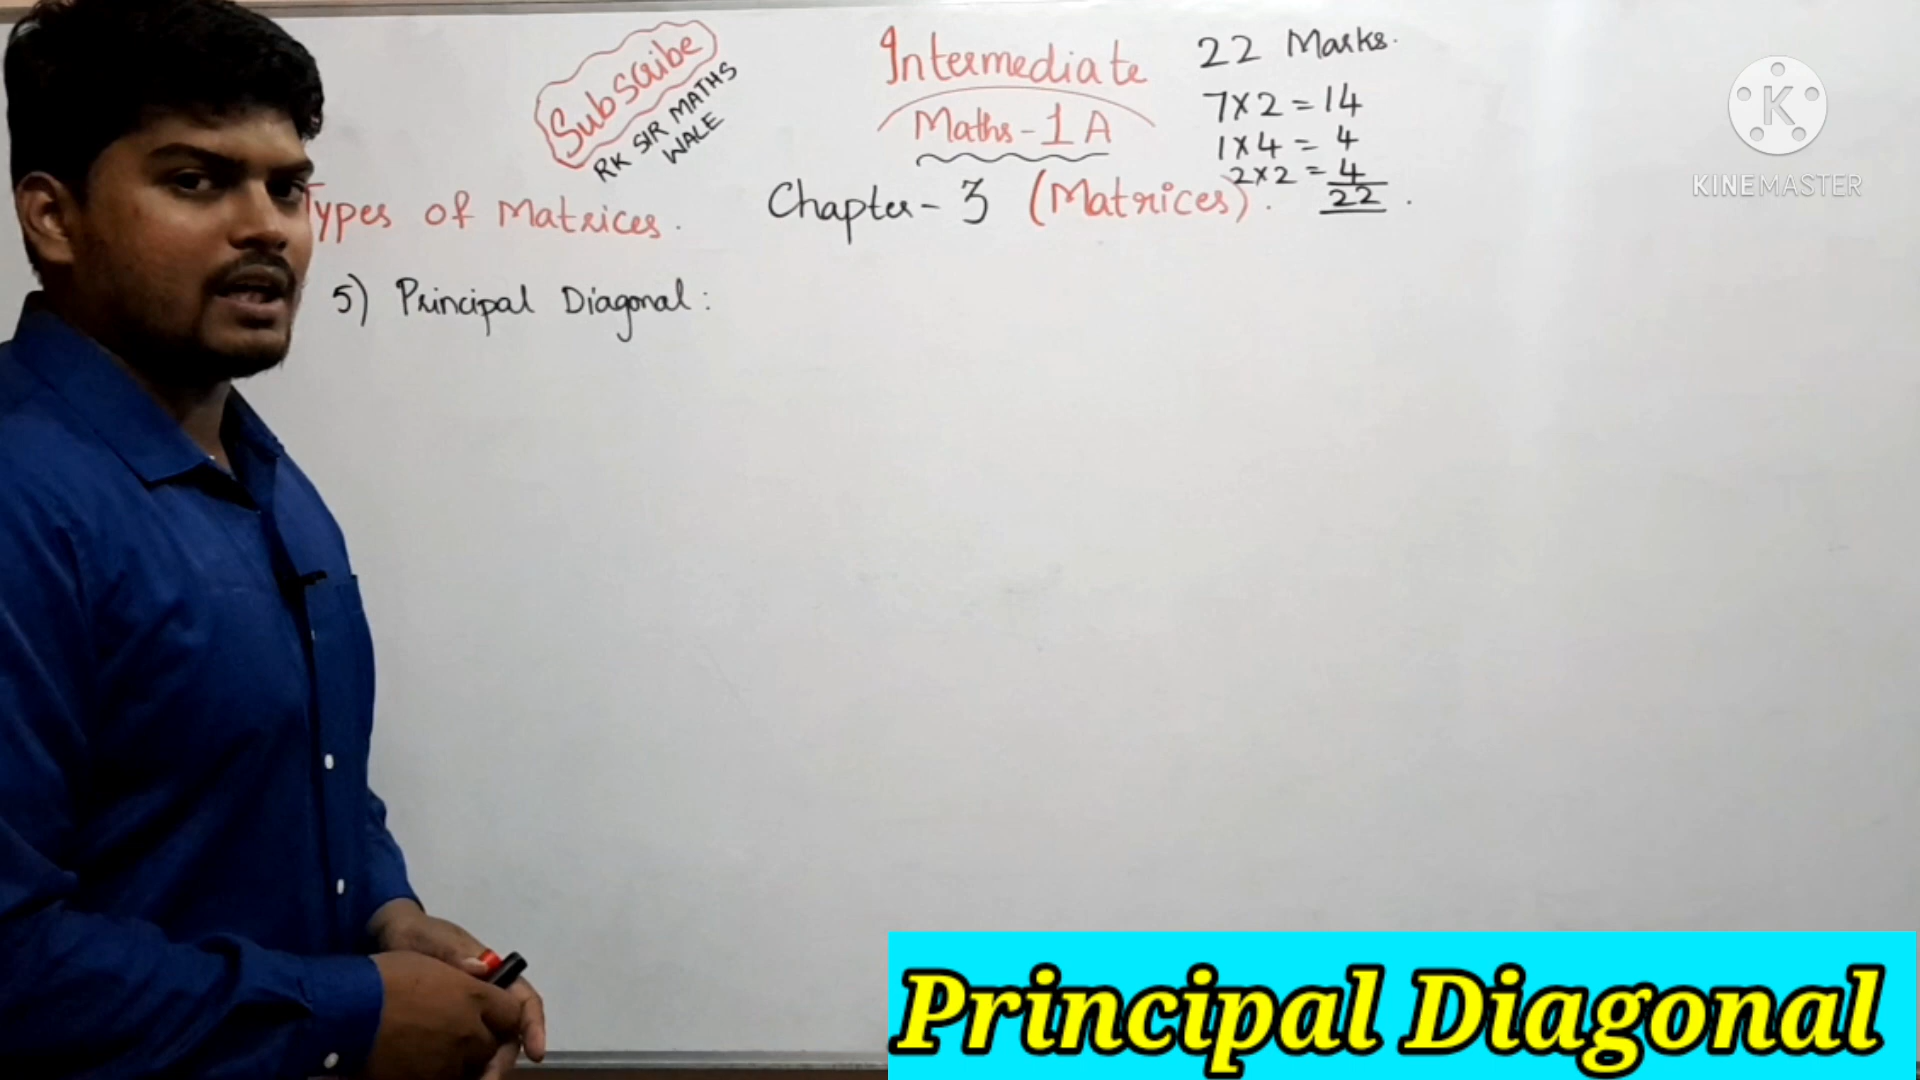 Subscribe
RK SIR MATHS
WALE
Intermediate
Maths-1A
22 Marks.
7x2=14
1x4=4
2x2=4
22.
Types of Matrices.
Chapter-3 (Matrices).
5) Principal Diagonal:
K
KINEMASTER
Principal Diagonal